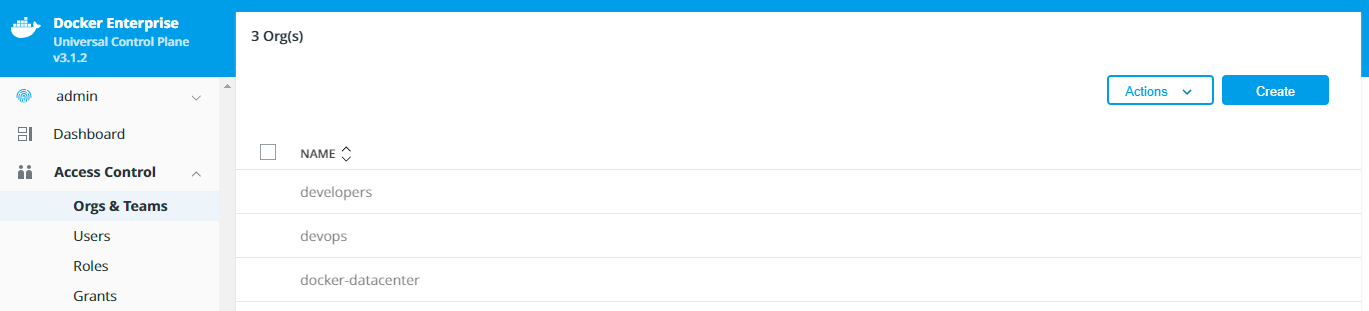 Docker Enterprise
Universal Control Plane
v3.1.2
admin
Dashboard
Access Control
Orgs & Teams
Users
Roles
Grants
3 Org(s)
Actions
Create
NAME
developers
devops
docker-datacenter